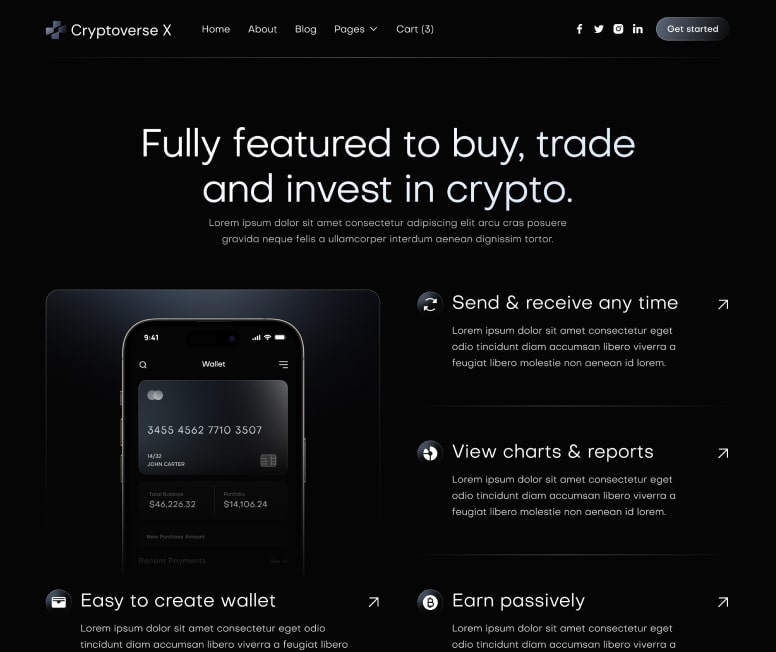 Cryptoverse X
Home
About
Blog
Pages
Cart (3)
Get started
Fully featured to buy, trade
and invest in crypto.
Lorem ipsum dolor sit amet consectetur adipiscing elit arcu cras posuere
gravida neque felis a ullamcorper interdum aenean dignissim tortor.
9:41
Wallet
3455 4562 7710 3507
14/32
JOHN CARTER
Total Balance
$46,226.32
Portfolio
$14,106.24
New Purchase Amount
Recent Payments
See all
Send & receive any time
Lorem ipsum dolor sit amet consectetur eget
odio tincidunt diam accumsan libero viverra a
feugiat libero molestie non aenean id lorem.
View charts & reports
Lorem ipsum dolor sit amet consectetur eget
odio tincidunt diam accumsan libero viverra a
feugiat libero molestie non aenean id lorem.
Easy to create wallet
Lorem ipsum dolor sit amet consectetur eget odio
tincidunt diam accumsan libero viverra a feugiat libero
Earn passively
Lorem ipsum dolor sit amet consectetur eget
odio tincidunt diam accumsan libero viverra a